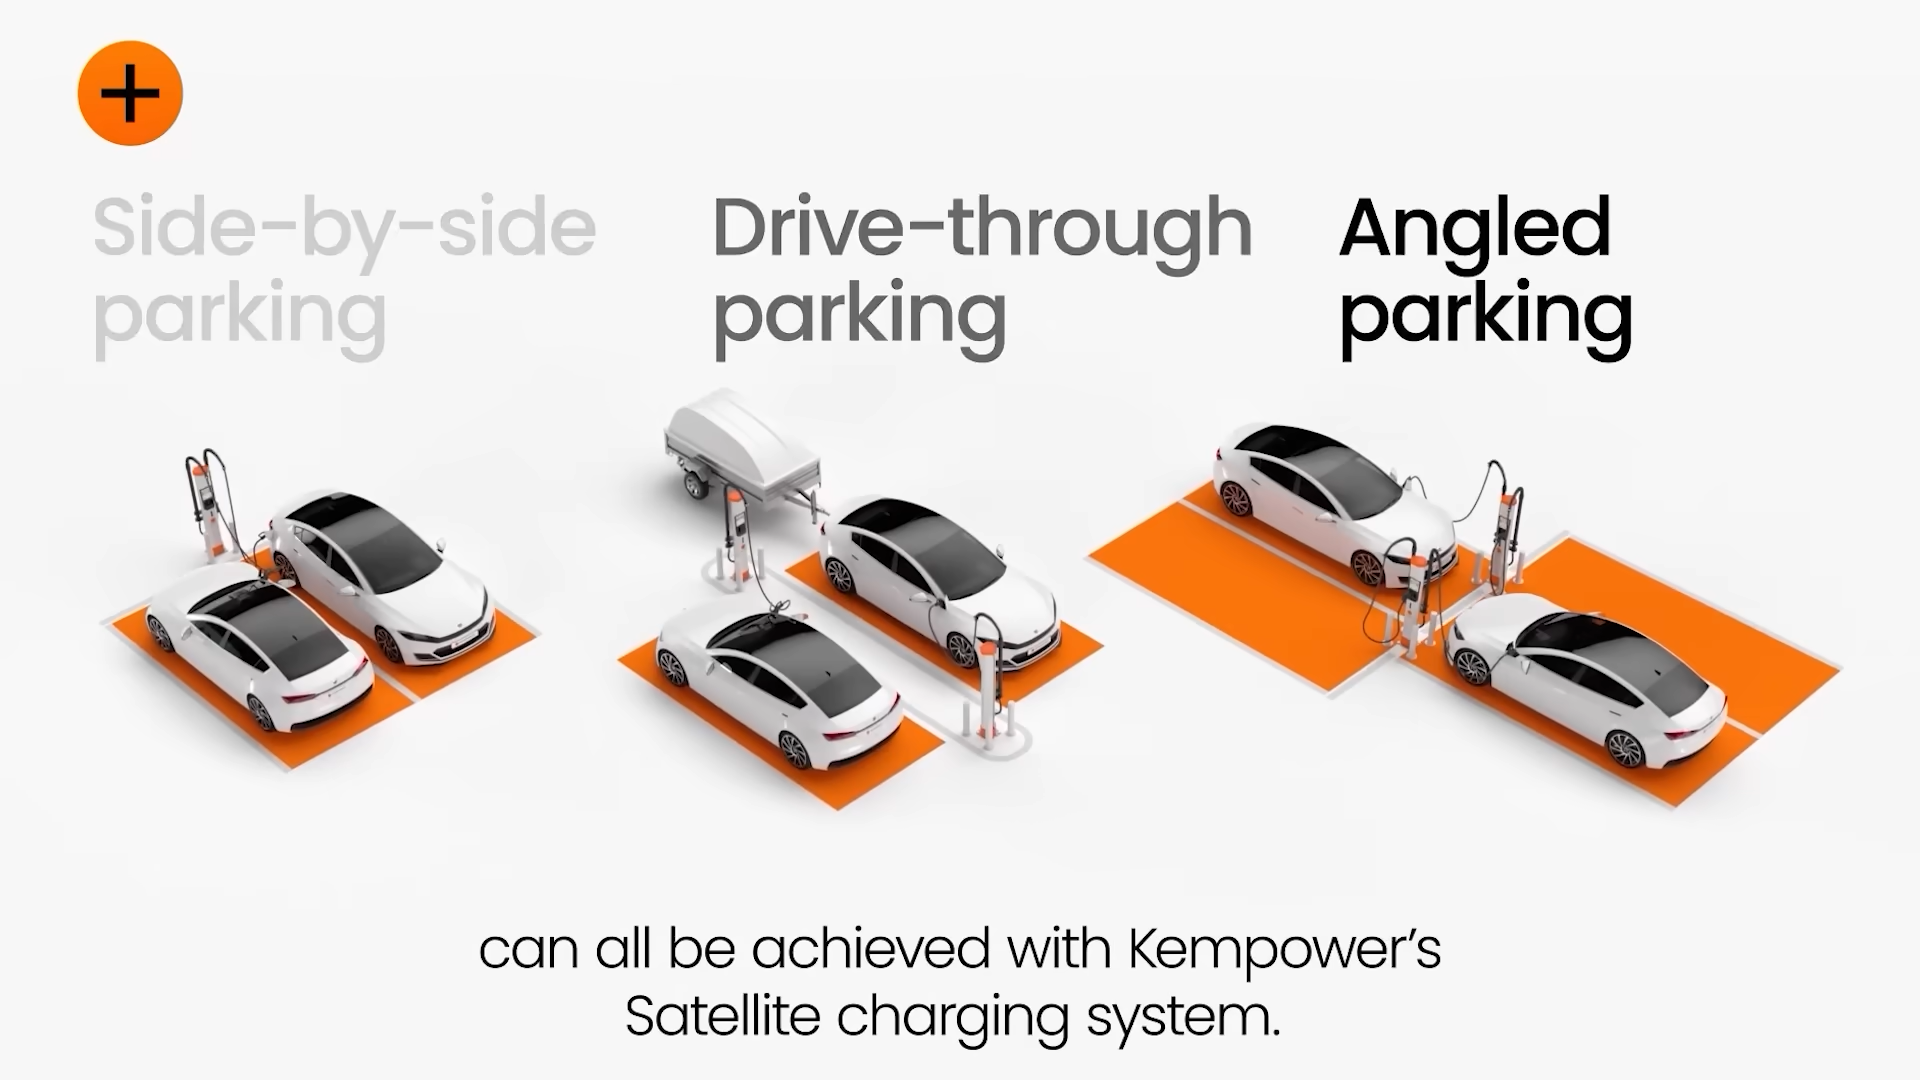 Side-by-side
parking
Drive-through
parking
Angled
parking
can all be achieved with Kempower’s
Satellite charging system.